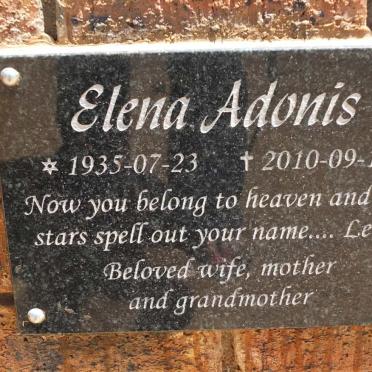 Elena Adonis
✡ 1935-07-23 ✝ 2010-09-
Now you belong to heaven and
stars spell out your name....
Beloved wife, mother
and grandmother